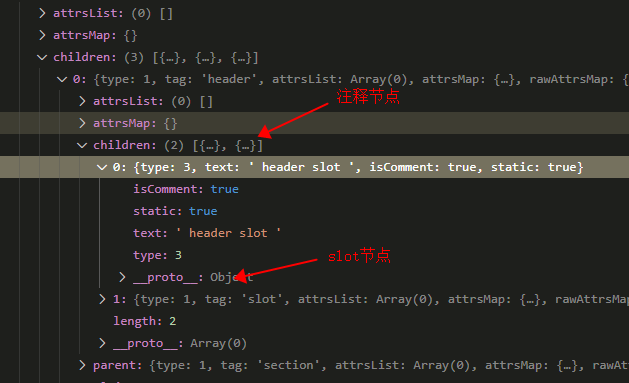 attrsList: (0) []
attrsMap: {}
children: (3) [{…}, {…}, {…}]
0: {type: 1, tag: 'header', attrsList: Array(0), attrsMap: {…}, rawAttrsMap: {
attrsList: (0) []
注释节点
attrsMap: {}
children: (2) [{…}, {…}]
0: {type: 3, text: ' header slot ', isComment: true, static: true}
isComment: true
static: true
text: ' header slot '
type: 3
slot节点
__proto__: Object
1: {type: 1, tag: 'slot', attrsList: Array(0), attrsMap: {…}, rawAttrsMap
length: 2
__proto__: Array(0)
parent: {type: 1, tag: 'section', attrsList: Array(0), attrsMap: {…}, rawAtt